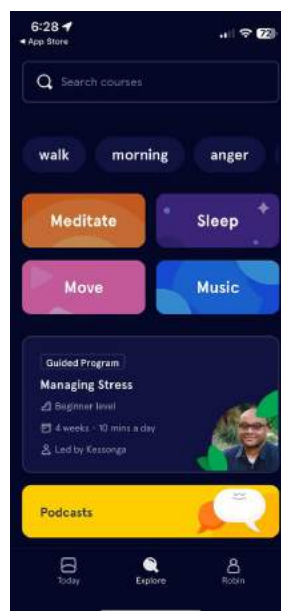 6:28
App Store
72
Search courses
walk morning anger
Meditate Sleep
Move Music
Guided Program
Managing Stress
Beginner level
4 weeks · 10 mins a day
Led by Kessonga
Podcasts
Today Explore Robin